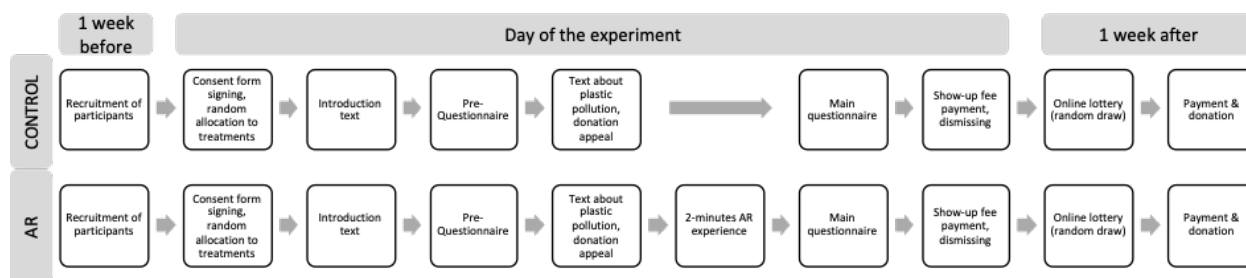 1 week
before
Day of the experiment
1 week after
CONTROL
Recruitment of
participants
Consent form
signing,
random
allocation to
treatments
Introduction
text
Pre-
Questionnaire
Text about
plastic
pollution,
donation
appeal
Main
questionnaire
Show-up fee
payment,
dismissing
Online lottery
(random draw)
Payment &
donation
AR
Recruitment of
participants
Consent form
signing,
random
allocation to
treatments
Introduction
text
Pre-
Questionnaire
Text about
plastic
pollution,
donation
appeal
2-minutes AR
experience
Main
questionnaire
Show-up fee
payment,
dismissing
Online lottery
(random draw)
Payment &
donation